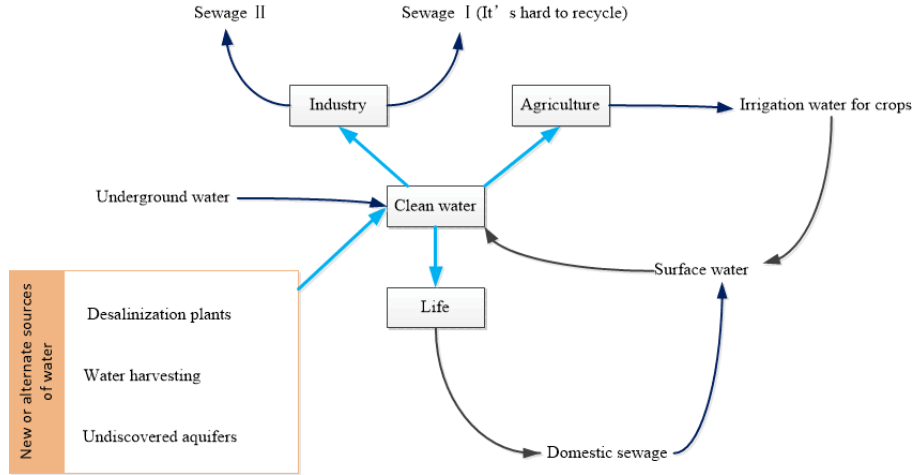 Sewage Ⅱ
Sewage Ⅰ(It’s hard to recycle)
Industry
Agriculture
Irrigation water for crops
Underground water
Clean water
Surface water
Life
New or alternate sources
of water
Desalinization plants
Water harvesting
Undiscovered aquifers
Domestic sewage